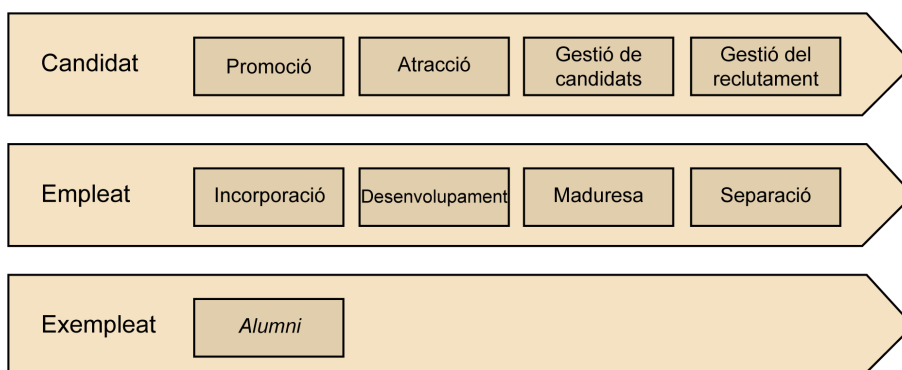 Candidat
Promoció
Atracció
Gestió de
candidats
Gestió del
reclutament
Empleat
Incorporació
Desenvolupament
Maduresa
Separació
Exempleat
Alumni